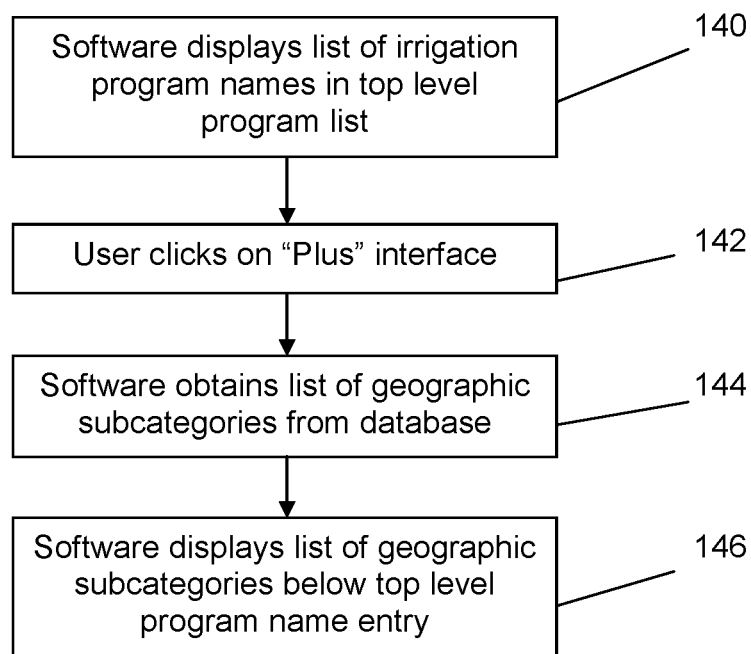 Software displays list of irrigation
program names in top level
program list
140
User clicks on “Plus” interface
142
Software obtains list of geographic
subcategories from database
144
Software displays list of geographic
subcategories below top level
program name entry
146